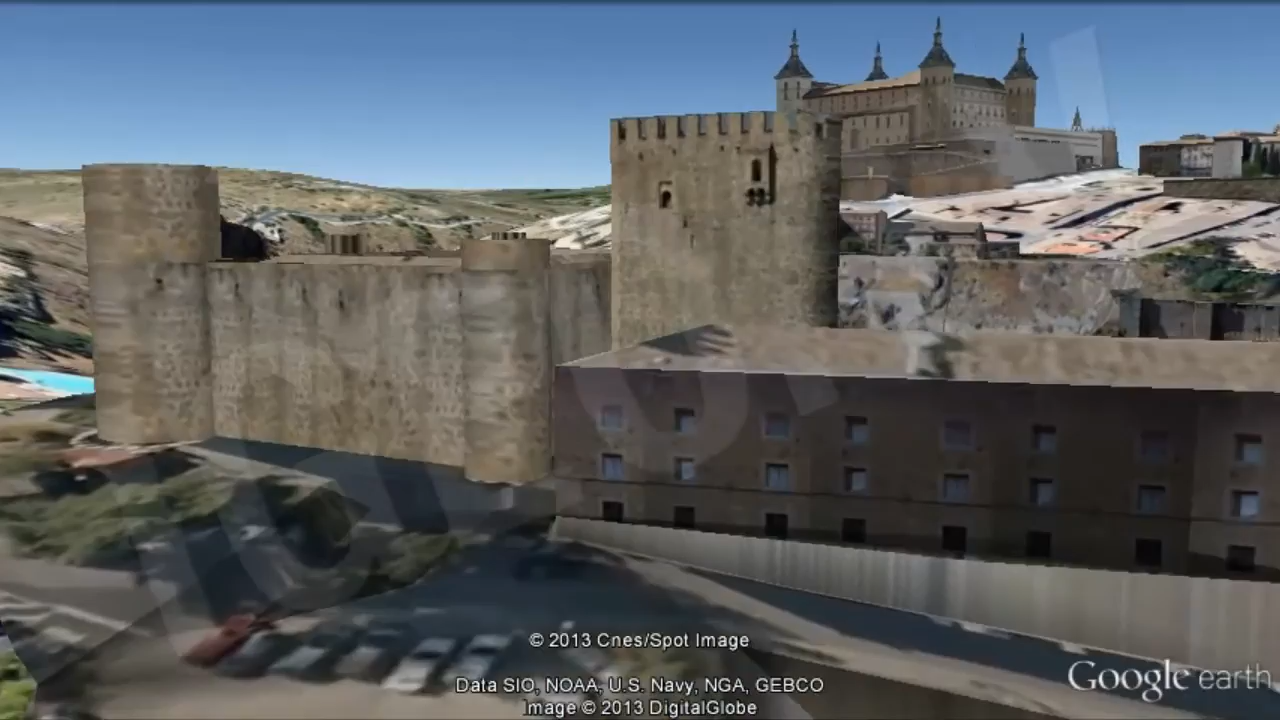 © 2013 Cnes/Spot Image
Data SIO, NOAA, U.S. Navy, NGA, GEBCO
Image © 2013 DigitalGlobe
Google earth